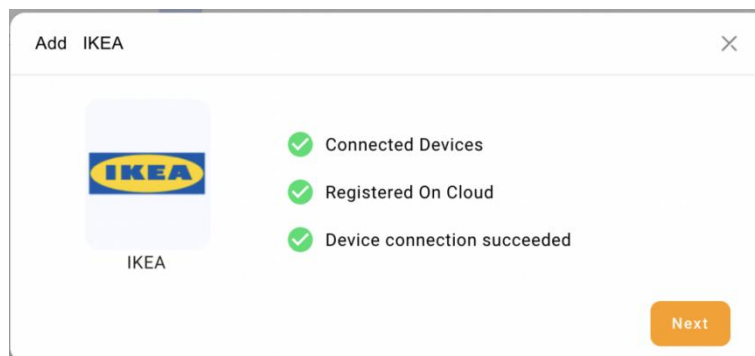 Add IKEA
IKEA
Connected Devices
Registered On Cloud
Device connection succeeded
IKEA
Next